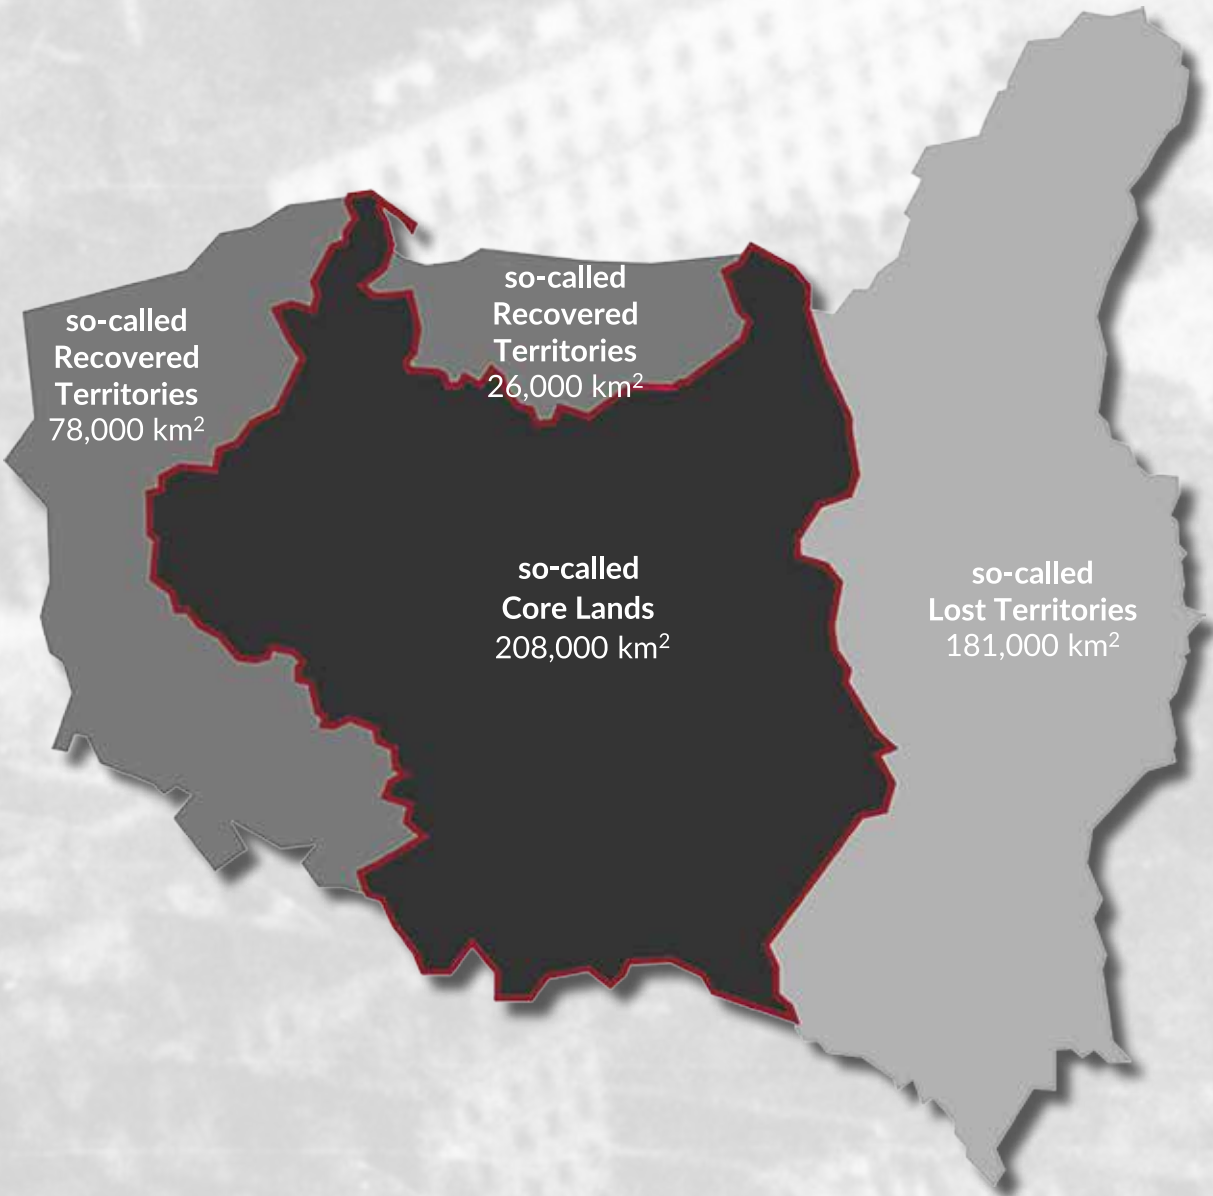 so-called
Recovered
Territories
78,000 km²
so-called
Recovered
Territories
26,000 km²
so-called
Core Lands
208,000 km²
so-called
Lost Territories
181,000 km²